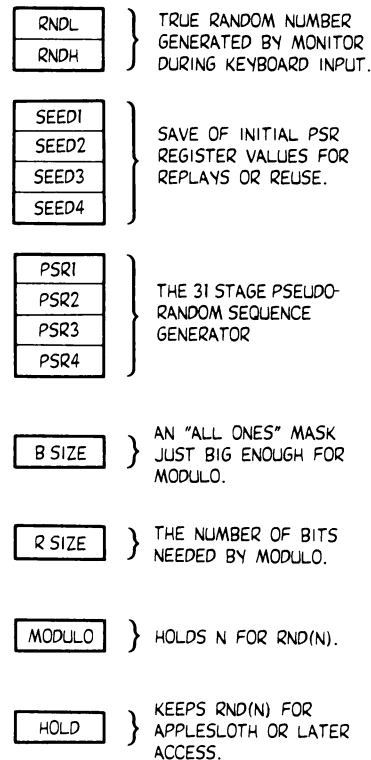 RNDL
RNDH
TRUE RANDOM NUMBER
GENERATED BY MONITOR
DURING KEYBOARD INPUT.
SEED1
SEED2
SEED3
SEED4
SAVE OF INITIAL PSR
REGISTER VALUES FOR
REPLAYS OR REUSE.
PSR1
PSR2
PSR3
PSR4
THE 31 STAGE PSEUDO-
RANDOM SEQUENCE
GENERATOR
B SIZE
AN "ALL ONES" MASK
JUST BIG ENOUGH FOR
MODULO.
R SIZE
THE NUMBER OF BITS
NEEDED BY MODULO.
MODULO
HOLDS N FOR RND(N).
HOLD
KEEPS RND(N) FOR
APPLESLOTH OR LATER
ACCESS.